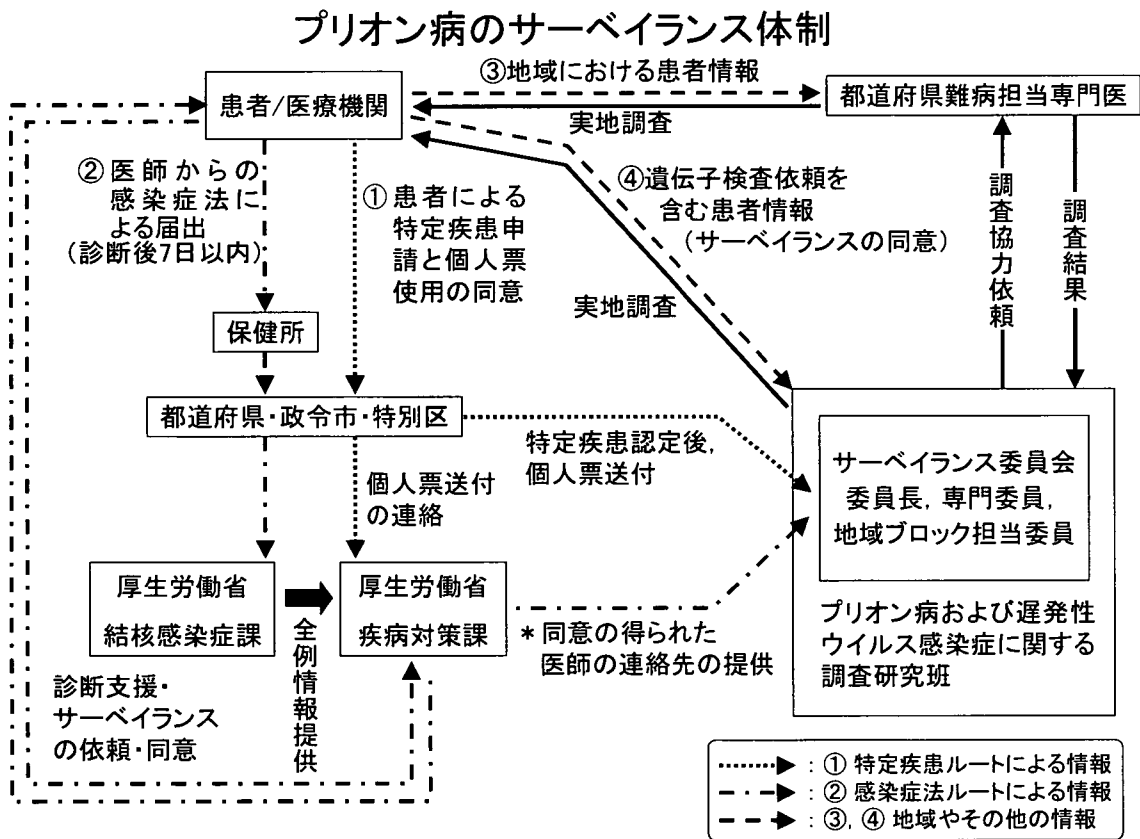 プリオン病のサーベイランス体制
③地域における患者情報
患者/医療機関
都道府県難病担当専門医
実地調査
② 医師からの
感染症法に
よる届出
(診断後7日以内)
① 患者による
特定疾患申
請と個人票
使用の同意
④遺伝子検査依頼を
含む患者情報
(サーベイランスの同意)
実地調査
調査協力依頼
調査結果
保健所
都道府県・政令市・特別区
特定疾患認定後,
個人票送付
個人票送付
の連絡
サーベイランス委員会
委員長, 専門委員,
地域ブロック担当委員
プリオン病および遅発性
ウイルス感染症に関する
調査研究班
厚生労働省
結核感染症課
全例情報提供
厚生労働省
疾病対策課
*同意の得られた
医師の連絡先の提供
診断支援・
サーベイランス
の依頼・同意
: ① 特定疾患ルートによる情報
: ② 感染症法ルートによる情報
: ③, ④ 地域やその他の情報